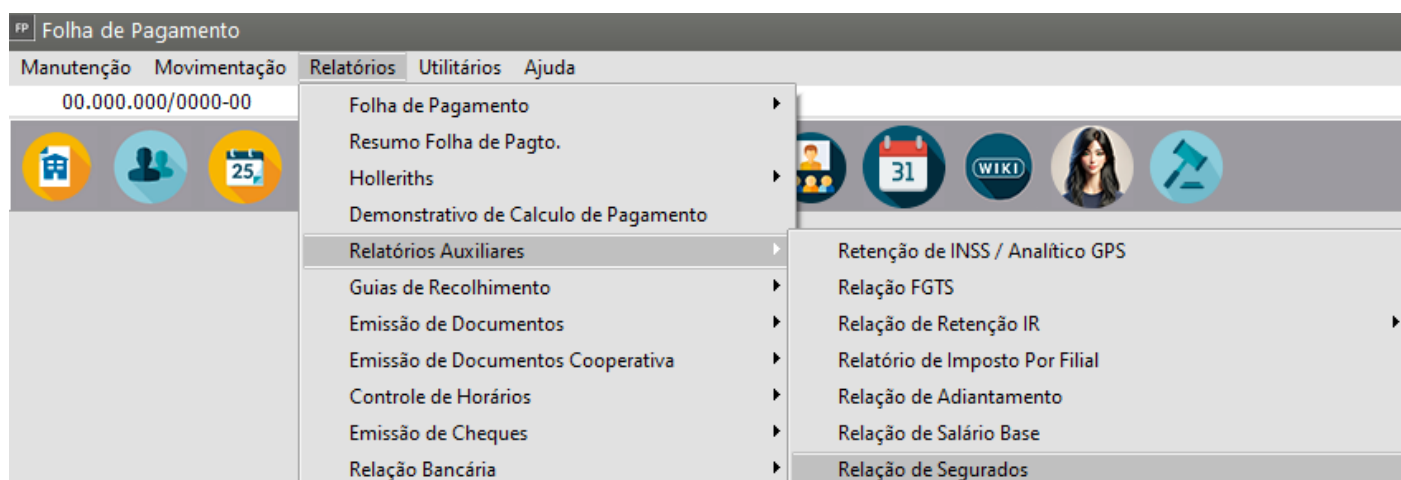 FP Folha de Pagamento
Manutenção Movimentação Relatórios Utilitários Ajuda
00.000.000/0000-00
Folha de Pagamento
Resumo Folha de Pagto.
Holleriths
Demonstrativo de Calculo de Pagamento
Relatórios Auxiliares
Guias de Recolhimento
Emissão de Documentos
Emissão de Documentos Cooperativa
Controle de Horários
Emissão de Cheques
Relação Bancária
25
31
WIKI
Retenção de INSS / Analítico GPS
Relação FGTS
Relação de Retenção IR
Relatório de Imposto Por Filial
Relação de Adiantamento
Relação de Salário Base
Relação de Segurados